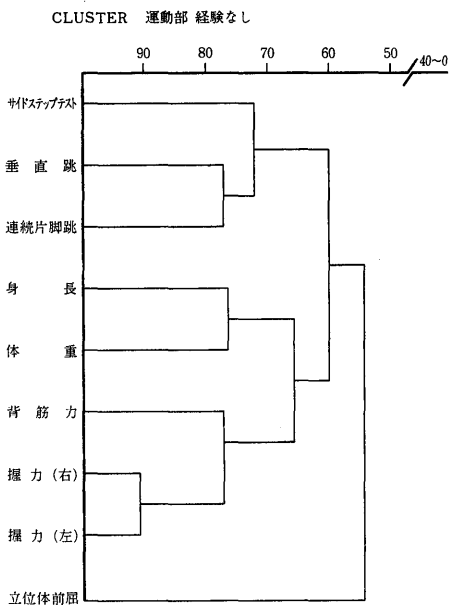 CLUSTER 運動部 経験なし
90 80 70 60 50 40~0
サイドステップテスト
垂直跳
連続片脚跳
身長
体重
背筋力
握力(右)
握力(左)
立位体前屈